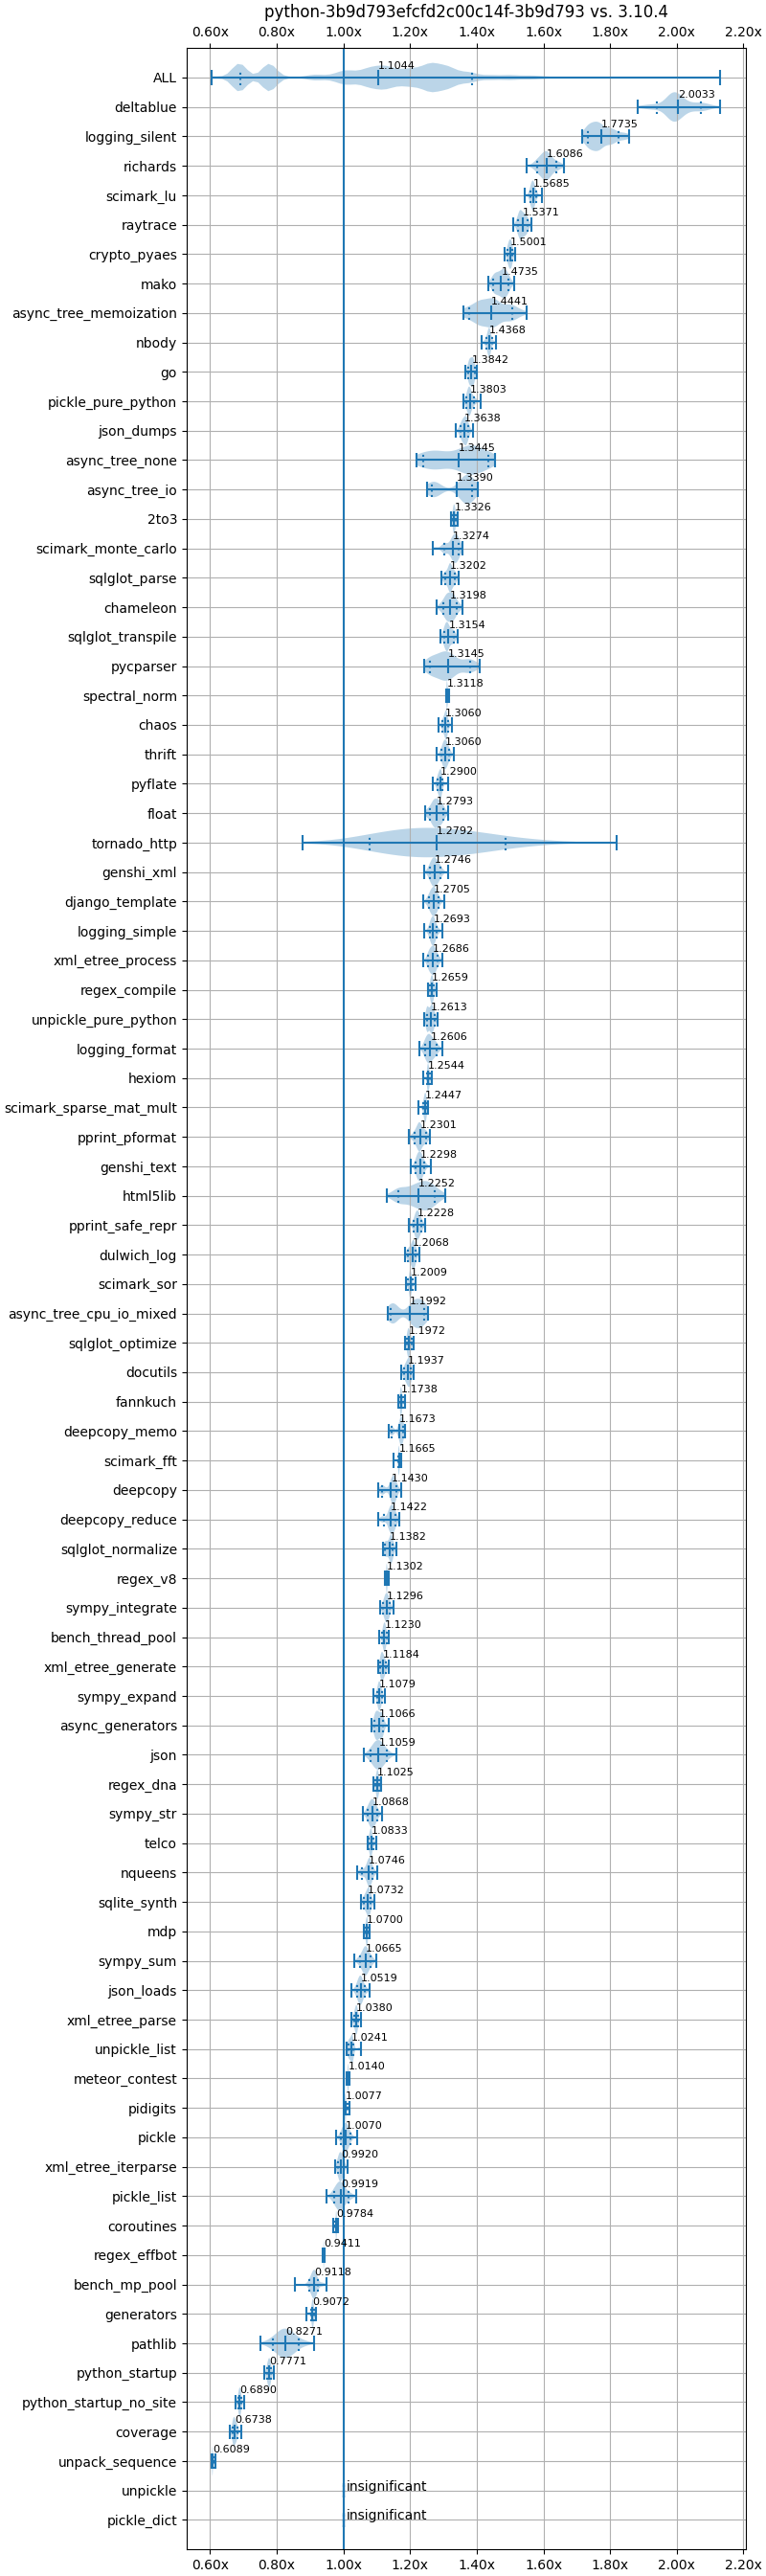 python-3b9d793efcfd2c00c14f-3b9d793 vs. 3.10.4
0.60x 0.80x 1.00x 1.20x 1.40x 1.60x 1.80x 2.00x 2.20x
ALL 1.1044
deltablue 2.0033
logging_silent 1.7735
richards 1.6086
scimark_lu 1.5685
raytrace 1.5371
crypto_pyaes 1.5001
mako 1.4735
async_tree_memoization 1.4441
nbody 1.4368
go 1.3842
pickle_pure_python 1.3803
json_dumps 1.3638
async_tree_none 1.3445
async_tree_io 1.3390
2to3 1.3326
scimark_monte_carlo 1.3274
sqlglot_parse 1.3202
chameleon 1.3198
sqlglot_transpile 1.3154
pycparser 1.3145
spectral_norm 1.3118
chaos 1.3060
thrift 1.3060
pyflate 1.2900
float 1.2793
tornado_http 1.2792
genshi_xml 1.2746
django_template 1.2705
logging_simple 1.2693
xml_etree_process 1.2686
regex_compile 1.2659
unpickle_pure_python 1.2613
logging_format 1.2606
hexiom 1.2544
scimark_sparse_mat_mult 1.2447
pprint_pformat 1.2301
genshi_text 1.2298
html5lib 1.2252
pprint_safe_repr 1.2228
dulwich_log 1.2068
scimark_sor 1.2009
async_tree_cpu_io_mixed 1.1992
sqlglot_optimize 1.1972
docutils 1.1937
fannkuch 1.1738
deepcopy_memo 1.1673
scimark_fft 1.1665
deepcopy 1.1430
deepcopy_reduce 1.1422
sqlglot_normalize 1.1382
regex_v8 1.1302
sympy_integrate 1.1296
bench_thread_pool 1.1230
xml_etree_generate 1.1184
sympy_expand 1.1079
async_generators 1.1066
json 1.1059
regex_dna 1.1025
sympy_str 1.0868
telco 1.0833
nqueens 1.0746
sqlite_synth 1.0732
mdp 1.0700
sympy_sum 1.0665
json_loads 1.0519
xml_etree_parse 1.0380
unpickle_list 1.0241
meteor_contest 1.0140
pidigits 1.0077
pickle 1.0070
xml_etree_iterparse 0.9920
pickle_list 0.9919
coroutines 0.9784
regex_effbot 0.9411
bench_mp_pool 0.9118
generators 0.9072
pathlib 0.8271
python_startup 0.7771
python_startup_no_site 0.6890
coverage 0.6738
unpack_sequence 0.6089
unpickle insignificant
pickle_dict insignificant
0.60x 0.80x 1.00x 1.20x 1.40x 1.60x 1.80x 2.00x 2.20x